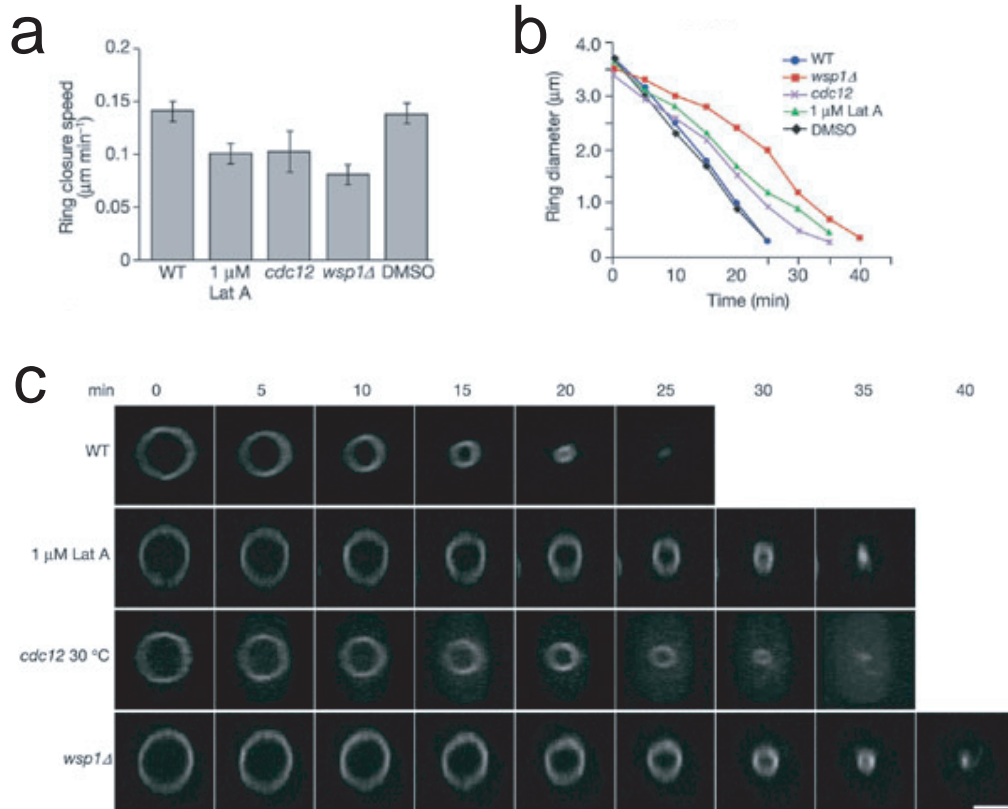 a
0.2
0.15
0.1
0.05
0
Ring closure speed
(μm min⁻¹)
WT
1 μM
Lat A
cdc12
wsp1Δ
DMSO
b
4.0
3.0
2.0
1.0
0
Ring diameter (μm)
0 10 20 30 40
Time (min)
WT
wsp1Δ
cdc12
1 μM Lat A
DMSO
c
min 0 5 10 15 20 25 30 35 40
WT
1 μM Lat A
cdc12 30 °C
wsp1Δ